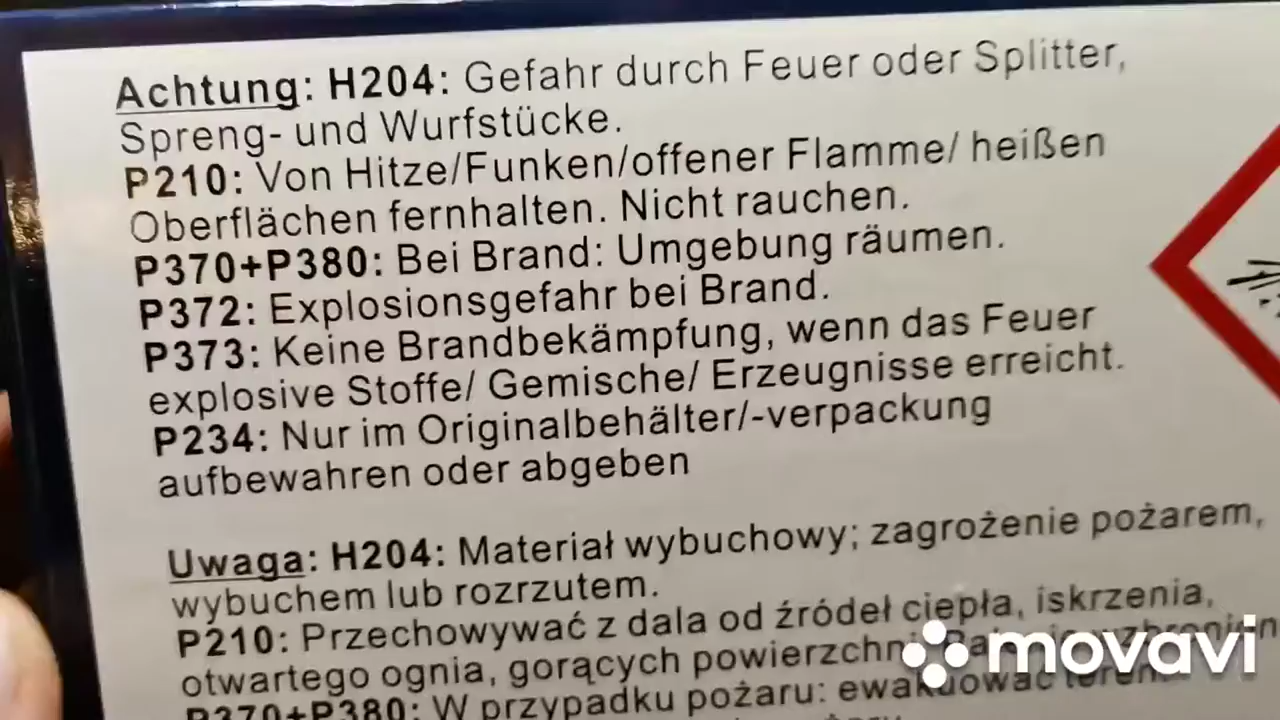 Achtung: H204: Gefahr durch Feuer oder Splitter,
Spreng- und Wurfstücke.
P210: Von Hitze/Funken/offener Flamme/ heißen
Oberflächen fernhalten. Nicht rauchen.
P370+P380: Bei Brand: Umgebung räumen.
P372: Explosionsgefahr bei Brand.
P373: Keine Brandbekämpfung, wenn das Feuer
explosive Stoffe/ Gemische/ Erzeugnisse erreicht.
P234: Nur im Originalbehälter/-verpackung
aufbewahren oder abgeben
Uwaga: H204: Materiał wybuchowy; zagrożenie pożarem,
wybuchem lub rozrzutem.
P210: Przechowywać z dala od źródeł ciepła, iskrzenia,
otwartego ognia, gorących
P370+P380: W przypadku pożaru: ewakuować
movavi